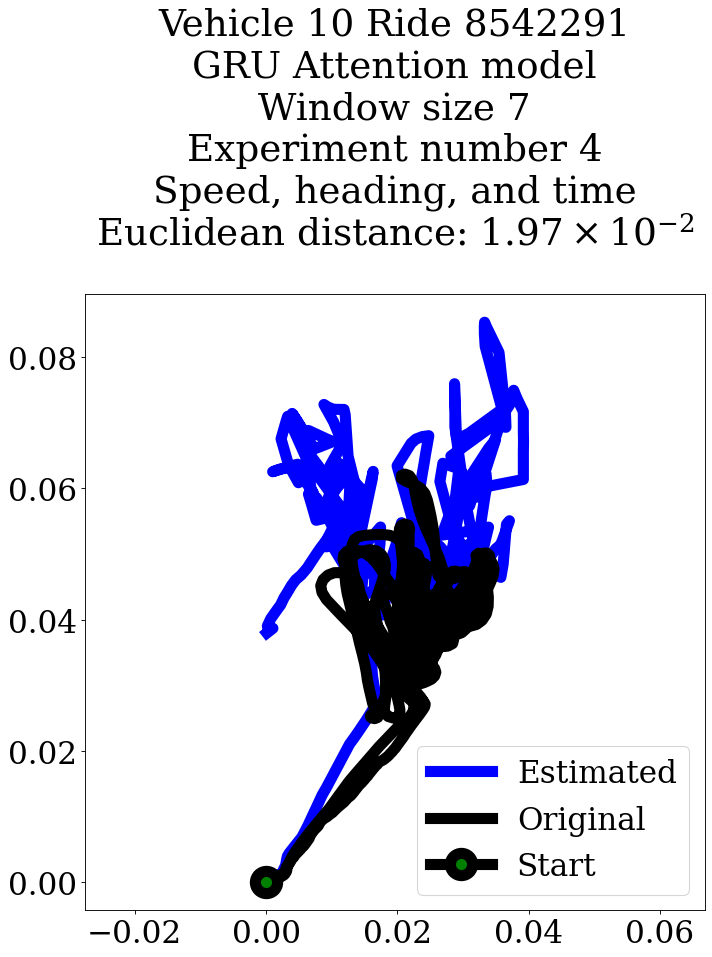 Vehicle 10 Ride 8542291
GRU Attention model
Window size 7
Experiment number 4
Speed, heading, and time
Euclidean distance: 1.97 × 10⁻²
0.08
0.06
0.04
0.02
0.00
Estimated
Original
Start
−0.02 0.00 0.02 0.04 0.06